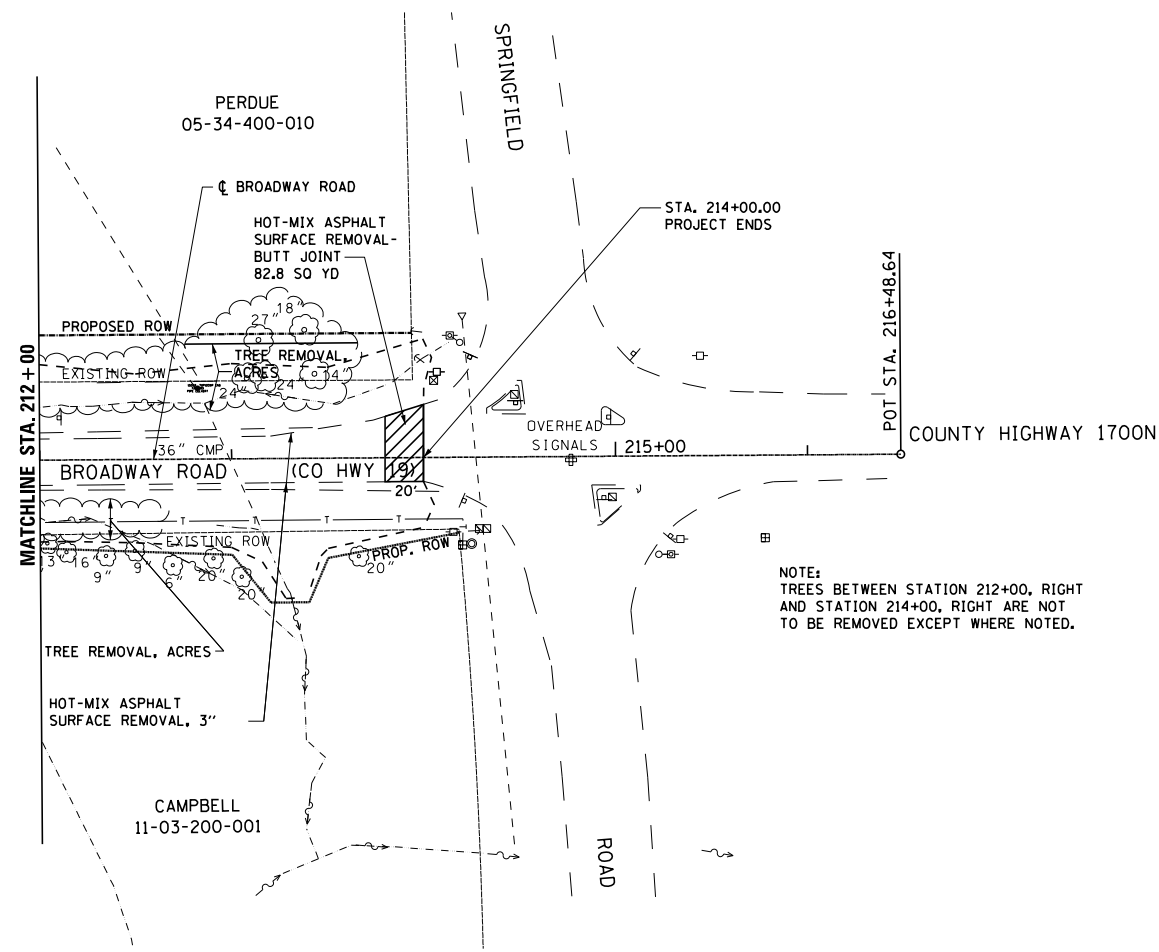 SPRINGFIELD
PERDUE
05-34-400-010
℄ BROADWAY ROAD
HOT-MIX ASPHALT
SURFACE REMOVAL-
BUTT JOINT
82.8 SQ YD
STA. 214+00.00
PROJECT ENDS
POT STA. 216+48.64
MATCHLINE STA. 212+00
18"
27"
PROPOSED ROW
TREE REMOVAL,
ACRES
EXISTING ROW
14"
24"
24"
OVERHEAD
SIGNALS
215+00
COUNTY HIGHWAY 1700N
36" CMP
BROADWAY ROAD (CO HWY 19)
20'
T T T T T
EXISTING ROW
PROP. ROW
3"
16"
9"
9"
6"
20"
20"
20"
NOTE:
TREES BETWEEN STATION 212+00, RIGHT
AND STATION 214+00, RIGHT ARE NOT
TO BE REMOVED EXCEPT WHERE NOTED.
TREE REMOVAL, ACRES
HOT-MIX ASPHALT
SURFACE REMOVAL, 3"
CAMPBELL
11-03-200-001
ROAD